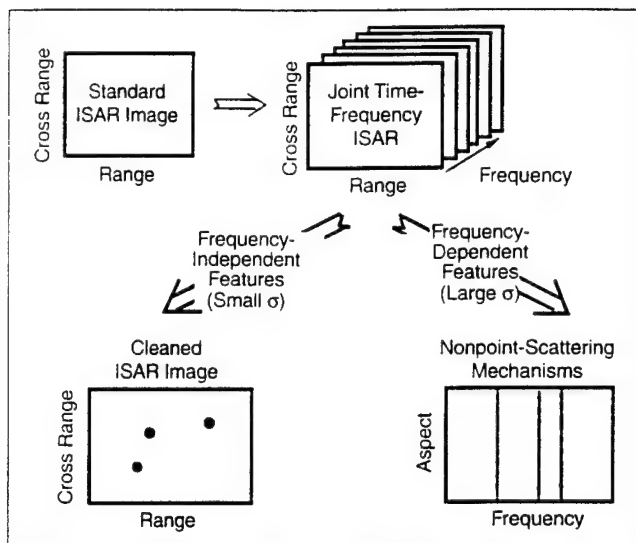 Cross Range
Standard
ISAR Image
Range
Cross Range
Joint Time-
Frequency
ISAR
Range
Frequency
Frequency-
Independent
Features
(Small σ)
Frequency-
Dependent
Features
(Large σ)
Cleaned
ISAR Image
Cross Range
Range
Nonpoint-Scattering
Mechanisms
Aspect
Frequency